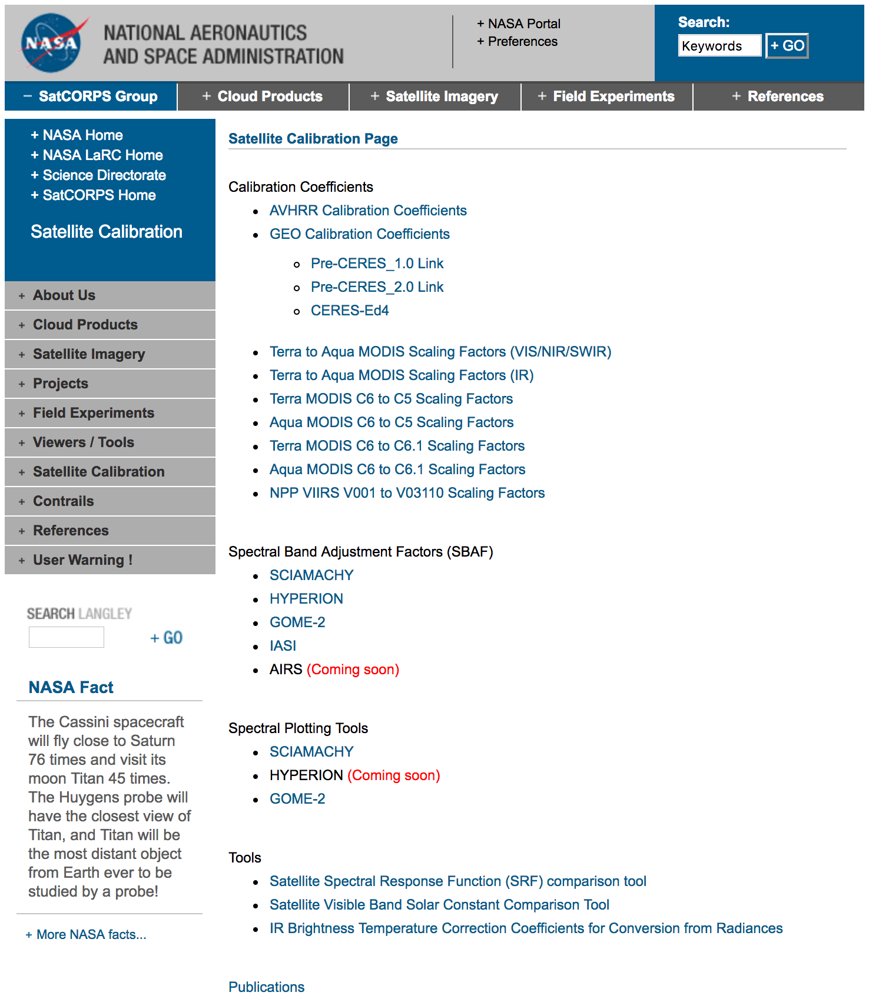 NASA
NATIONAL AERONAUTICS
AND SPACE ADMINISTRATION
+ NASA Portal
+ Preferences
Search:
Keywords
+ GO
– SatCORPS Group
+ Cloud Products
+ Satellite Imagery
+ Field Experiments
+ References
+ NASA Home
+ NASA LaRC Home
+ Science Directorate
+ SatCORPS Home
Satellite Calibration
+ About Us
+ Cloud Products
+ Satellite Imagery
+ Projects
+ Field Experiments
+ Viewers / Tools
+ Satellite Calibration
+ Contrails
+ References
+ User Warning !
SEARCH LANGLEY
+ GO
NASA Fact
The Cassini spacecraft
will fly close to Saturn
76 times and visit its
moon Titan 45 times.
The Huygens probe will
have the closest view of
Titan, and Titan will be
the most distant object
from Earth ever to be
studied by a probe!
+ More NASA facts...
Satellite Calibration Page
Calibration Coefficients
• AVHRR Calibration Coefficients
• GEO Calibration Coefficients
○ Pre-CERES_1.0 Link
○ Pre-CERES_2.0 Link
○ CERES-Ed4
• Terra to Aqua MODIS Scaling Factors (VIS/NIR/SWIR)
• Terra to Aqua MODIS Scaling Factors (IR)
• Terra MODIS C6 to C5 Scaling Factors
• Aqua MODIS C6 to C5 Scaling Factors
• Terra MODIS C6 to C6.1 Scaling Factors
• Aqua MODIS C6 to C6.1 Scaling Factors
• NPP VIIRS V001 to V03110 Scaling Factors
Spectral Band Adjustment Factors (SBAF)
• SCIAMACHY
• HYPERION
• GOME-2
• IASI
• AIRS (Coming soon)
Spectral Plotting Tools
• SCIAMACHY
• HYPERION (Coming soon)
• GOME-2
Tools
• Satellite Spectral Response Function (SRF) comparison tool
• Satellite Visible Band Solar Constant Comparison Tool
• IR Brightness Temperature Correction Coefficients for Conversion from Radiances
Publications